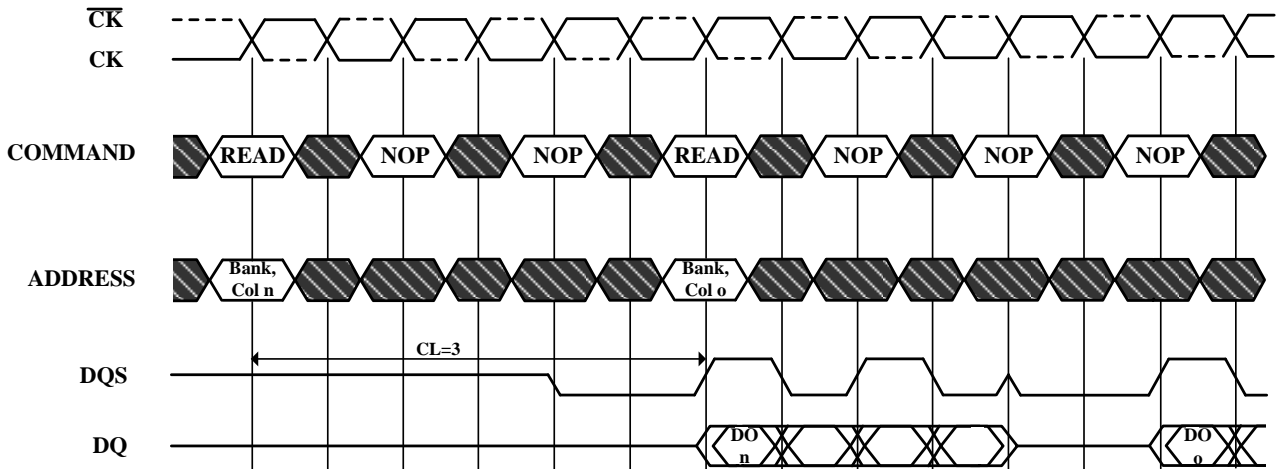 CK
CK
COMMAND READ NOP NOP READ NOP NOP NOP
ADDRESS Bank, Col n Bank, Col o
CL=3
DQS
DQ DO n DO o